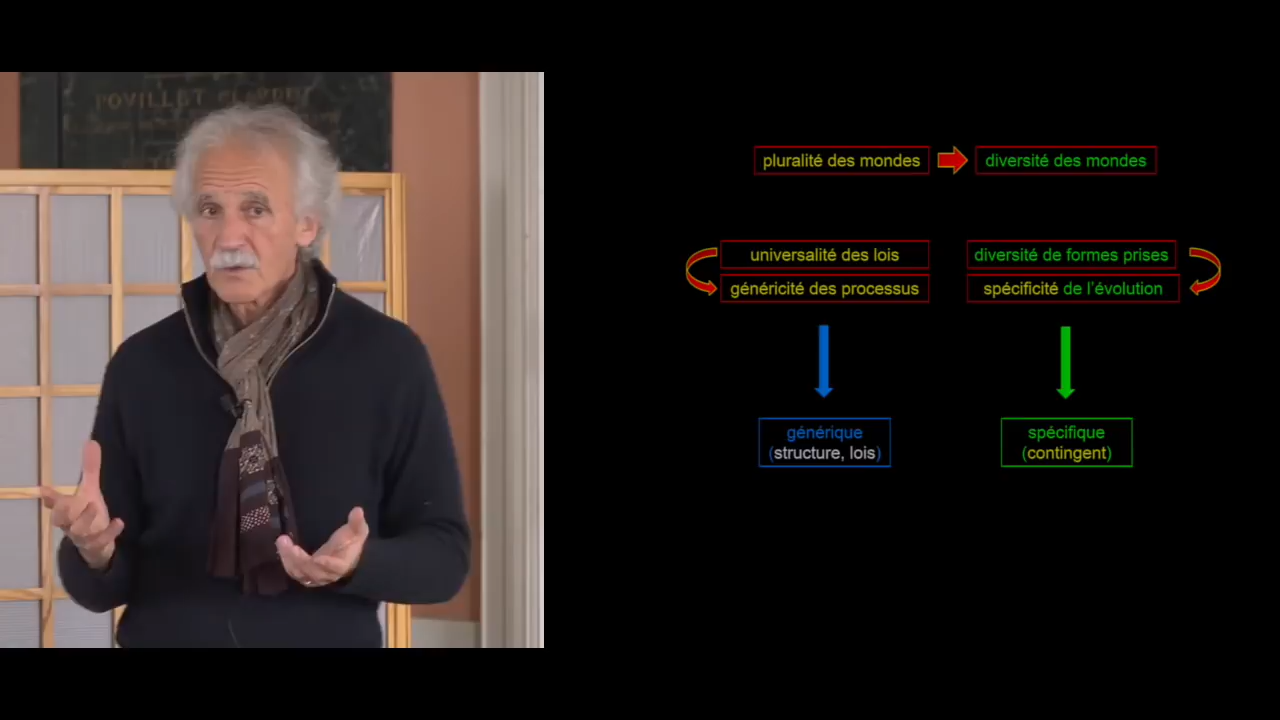 POVILLET
pluralité des mondes
diversité des mondes
universalité des lois
diversité de formes prises
généricité des processus
spécificité de l'évolution
générique
(structure, lois)
spécifique
(contingent)